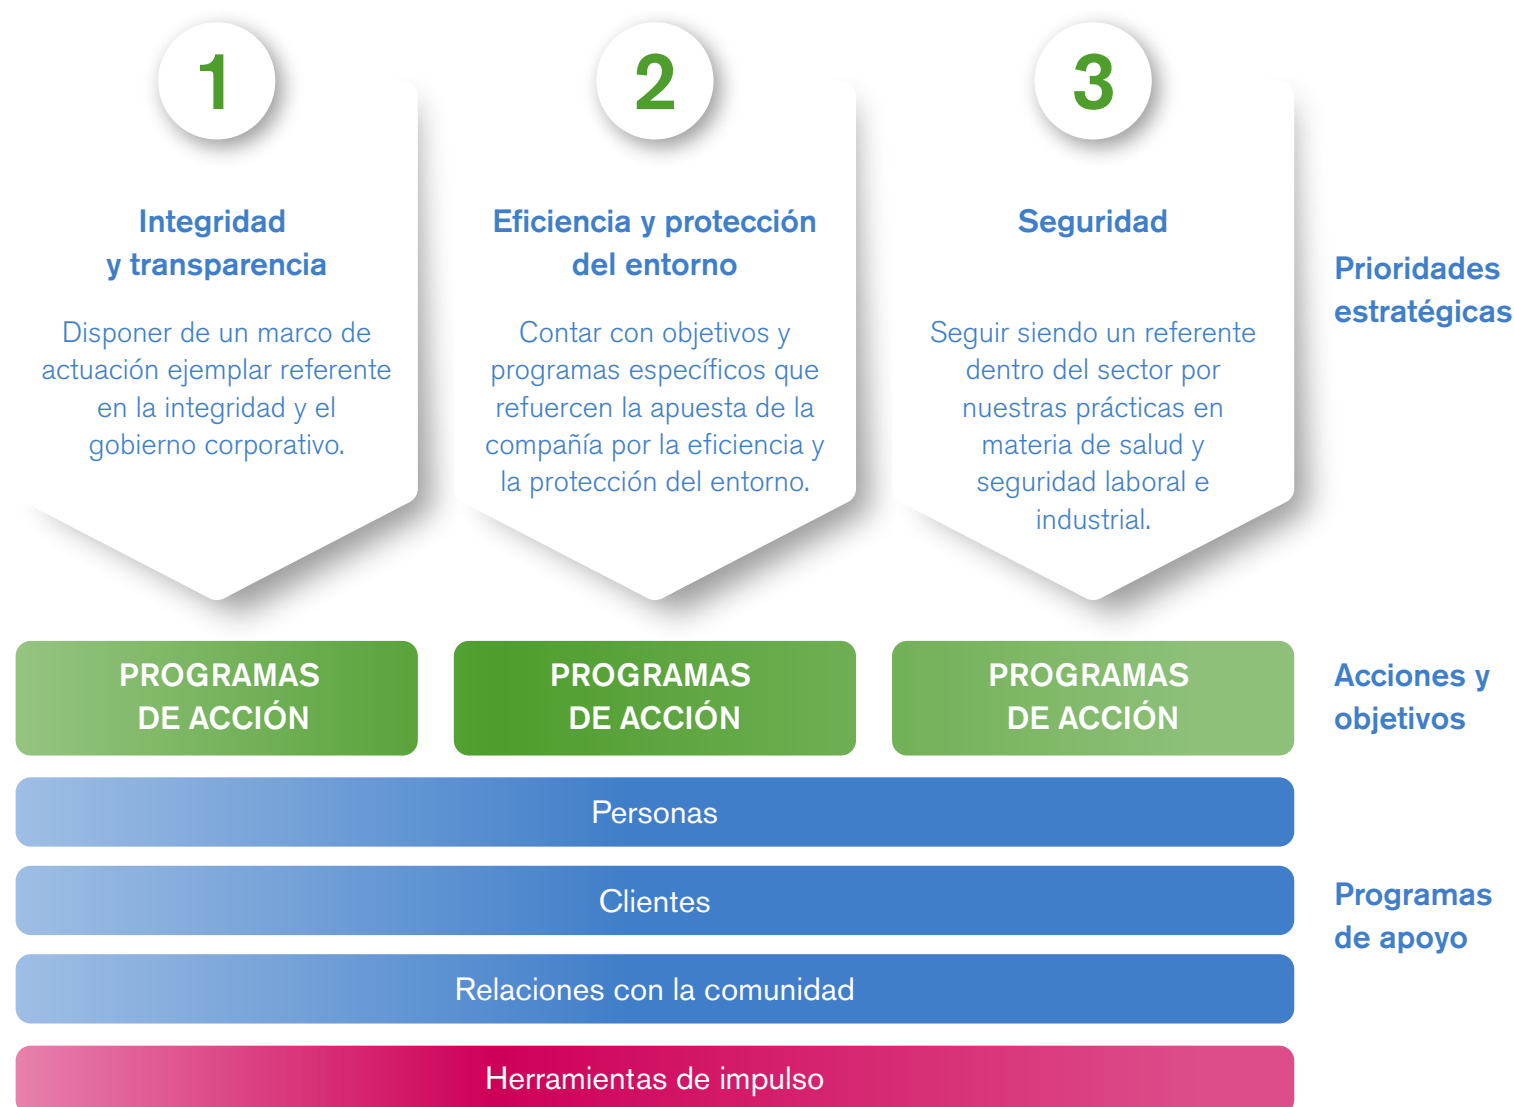 1
Integridad
y transparencia
Disponer de un marco de
actuación ejemplar referente
en la integridad y el
gobierno corporativo.
2
Eficiencia y protección
del entorno
Contar con objetivos y
programas específicos que
refuercen la apuesta de la
compañía por la eficiencia y
la protección del entorno.
3
Seguridad
Seguir siendo un referente
dentro del sector por
nuestras prácticas en
materia de salud y
seguridad laboral e
industrial.
Prioridades
estratégicas
PROGRAMAS
DE ACCIÓN
PROGRAMAS
DE ACCIÓN
PROGRAMAS
DE ACCIÓN
Acciones y
objetivos
Personas
Clientes
Relaciones con la comunidad
Programas
de apoyo
Herramientas de impulso